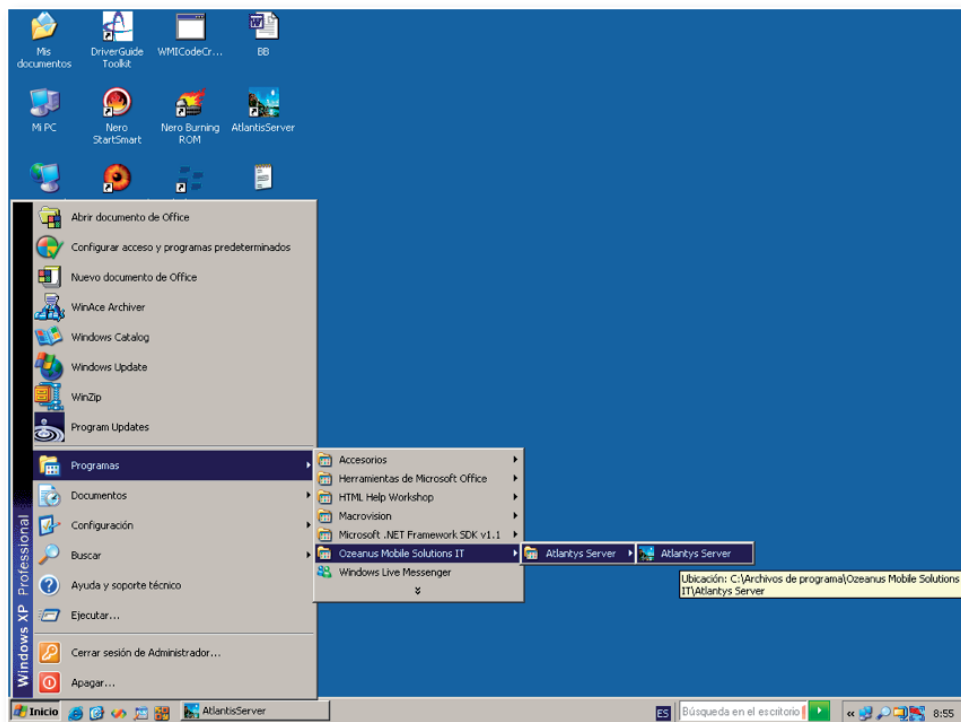 Mis
documentos
DriverGuide
Toolkit
WMICodeCr...
BB
Mi PC
Nero
StartSmart
Nero Burning
ROM
AtlantisServer
Abrir documento de Office
Configurar acceso y programas predeterminados
Nuevo documento de Office
WinAce Archiver
Windows Catalog
Windows Update
WinZip
Program Updates
Programas
Documentos
Configuración
Buscar
Ayuda y soporte técnico
Ejecutar...
Cerrar sesión de Administrador...
Apagar...
Windows XP Professional
Accesorios
Herramientas de Microsoft Office
HTML Help Workshop
Macrovision
Microsoft .NET Framework SDK v1.1
Ozeanus Mobile Solutions IT
Windows Live Messenger
Atlantys Server
Atlantys Server
Ubicación: C:\Archivos de programa\Ozeanus Mobile Solutions
IT\Atlantys Server
Inicio
AtlantisServer
ES
Búsqueda en el escritorio
8:55